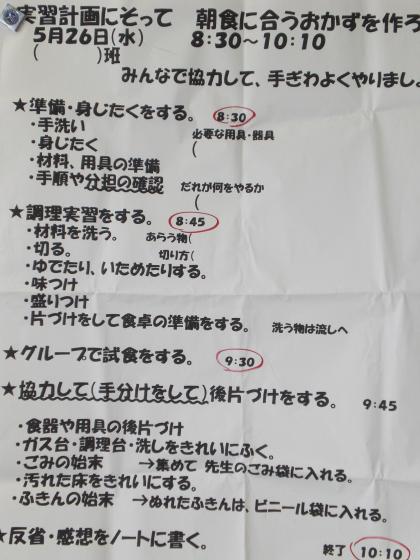 実習計画にそって　朝食に合うおかずを作ろ
5月26日(水)　8:30～10:10
(　　　)班
みんなで協力して、手ぎわよくやりましょ
★準備・身じたくをする。 8:30
・手洗い　必要な用具・器具
・身じたく　(
・材料、用具の準備
・手順や分担の確認　だれが何をやるか
(
★調理実習をする。 8:45
・材料を洗う。　あらう物(
・切る。　切り方(
・ゆでたり、いためたりする。
・味つけ
・盛りつけ
・片づけをして食卓の準備をする。　洗う物は流しへ
★グループで試食をする。 9:30
★協力して(手分けをして)後片づけをする。 9:45
・食器や用具の後片づけ
・ガス台・調理台・洗しをきれいにふく。
・ごみの始末　→集めて 先生のごみ袋に入れる。
・汚れた床をきれいにする。
・ふきんの始末　→ぬれたふきんは、ビニール袋に入れる。
★反省・感想をノートに書く。
終了 10:10